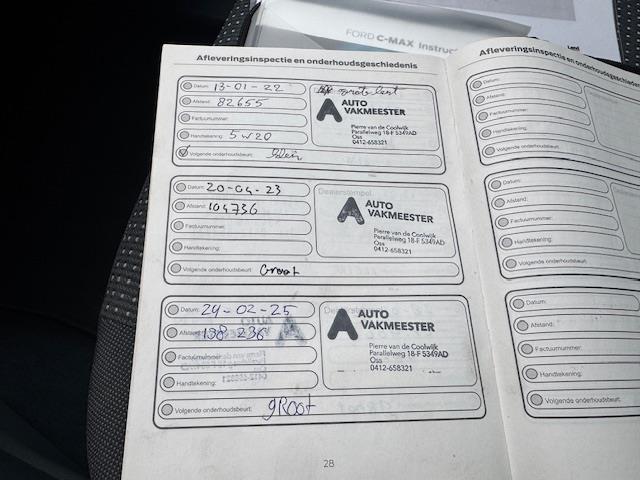 FORD C-MAX Instruc
Afleveringsinspectie en onderhoudsgeschiedenis
Datum: 13-01-22
Afstand: 82655
Factuurnummer:
Handtekening: 5W20
Volgende onderhoudsbeurt: klein
grote beurt
AUTO
VAKMEESTER
Pierre van de Coolwijk
Parallelweg 18-F 5349AD
Oss
0412-658321
Datum: 20-04-23
Afstand: 104736
Factuurnummer:
Handtekening:
Volgende onderhoudsbeurt: Groot
Dealerstempel
AUTO
VAKMEESTER
Pierre van de Coolwijk
Parallelweg 18-F 5349AD
Oss
0412-658321
Datum: 24-02-25
Afstand: 138 236
Factuurnummer:
Handtekening:
Volgende onderhoudsbeurt: gROOt
AUTO
VAKMEESTER
Pierre van de Coolwijk
Parallelweg 18-F 5349AD
Oss
0412-658321
28
Afleveringsinspectie en onderhoudsgeschiedenis
Datum:
Afstand:
Factuurnummer:
Handtekening:
Volgende onderhoudsbeurt:
Datum:
Afstand:
Factuurnummer:
Handtekening:
Volgende onderhoudsbeurt:
Datum:
Afstand:
Factuurnummer:
Handtekening:
Volgende onderhoudsbeurt: